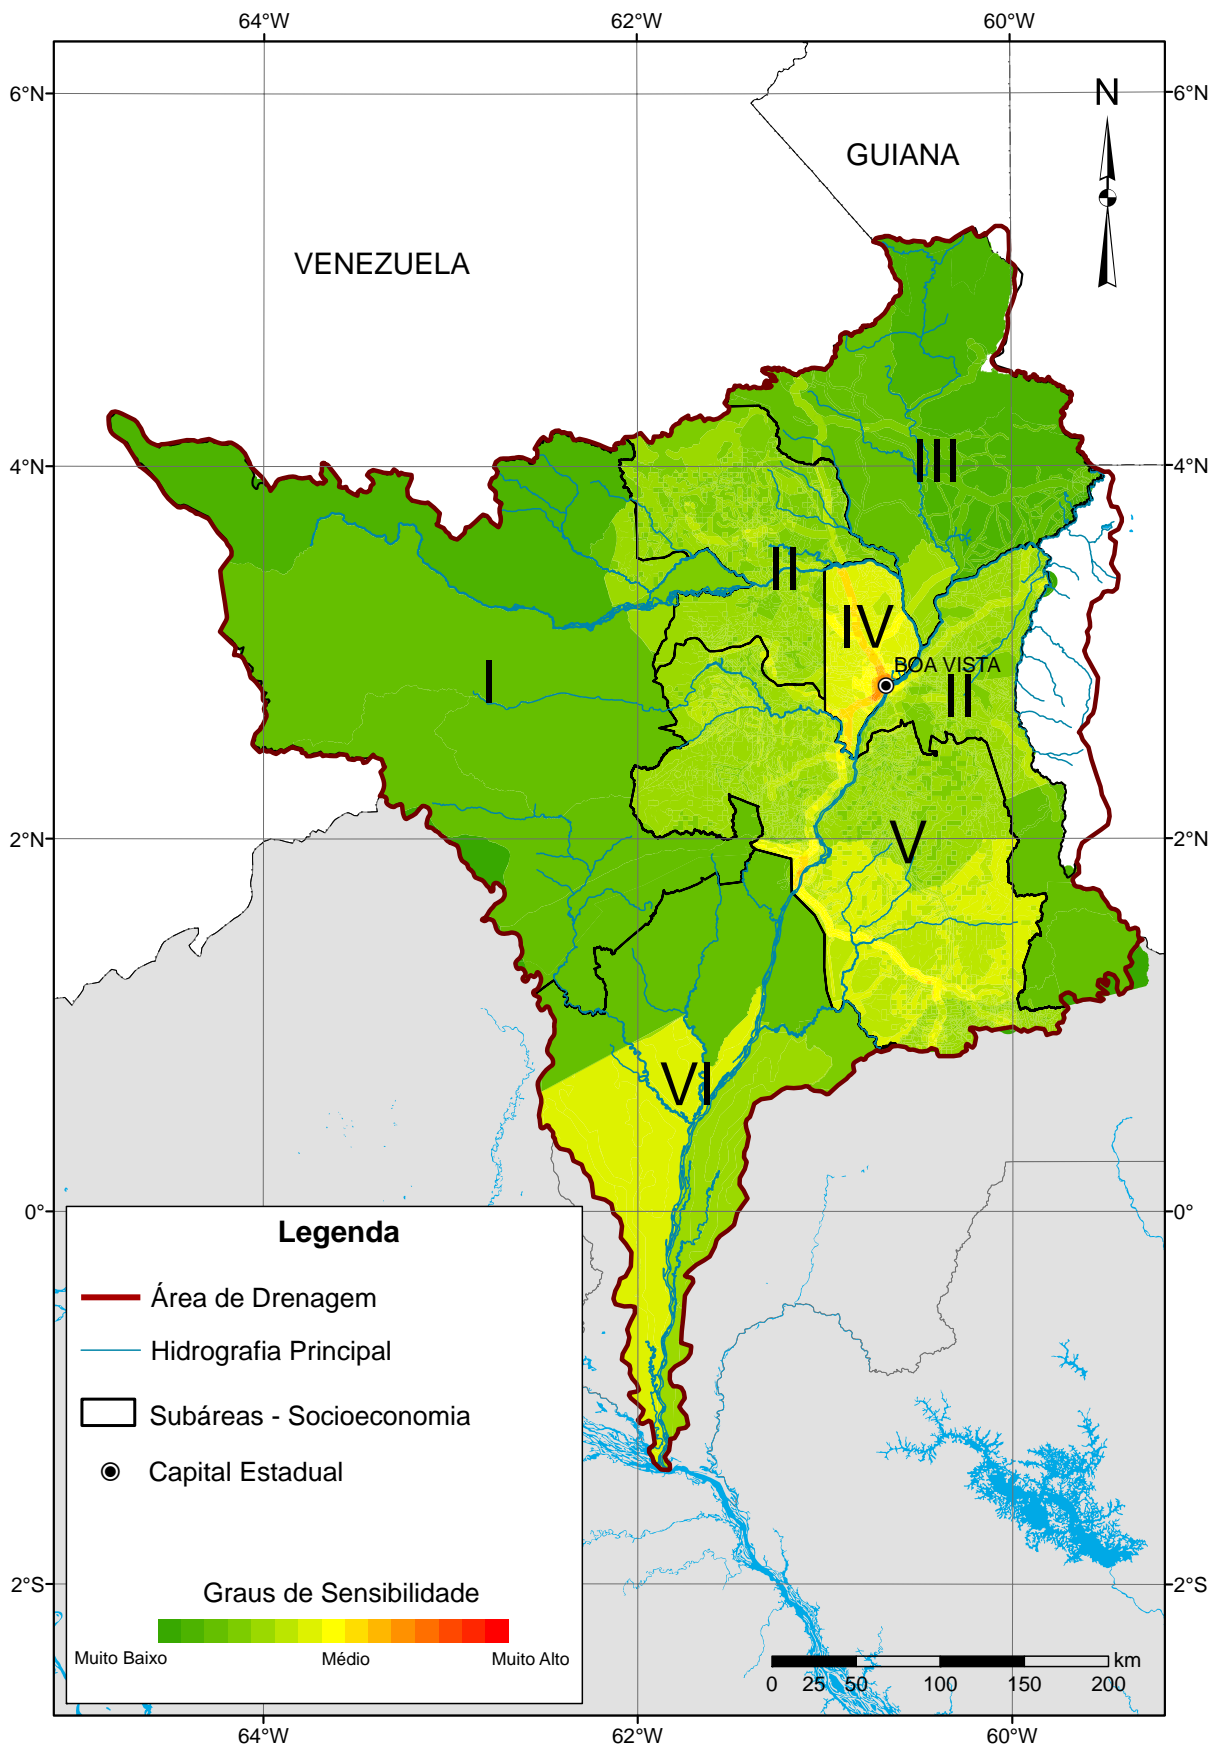 64°W 62°W 60°W
6°N 6°N
N
GUIANA
VENEZUELA
4°N 4°N
III
II
IV
BOA VISTA
I
II
2°N 2°N
V
VI
0° 0°
Legenda
Área de Drenagem
Hidrografia Principal
Subáreas - Socioeconomia
Capital Estadual
Graus de Sensibilidade
Muito Baixo Médio Muito Alto
2°S 2°S
km
0 25 50 100 150 200
64°W 62°W 60°W